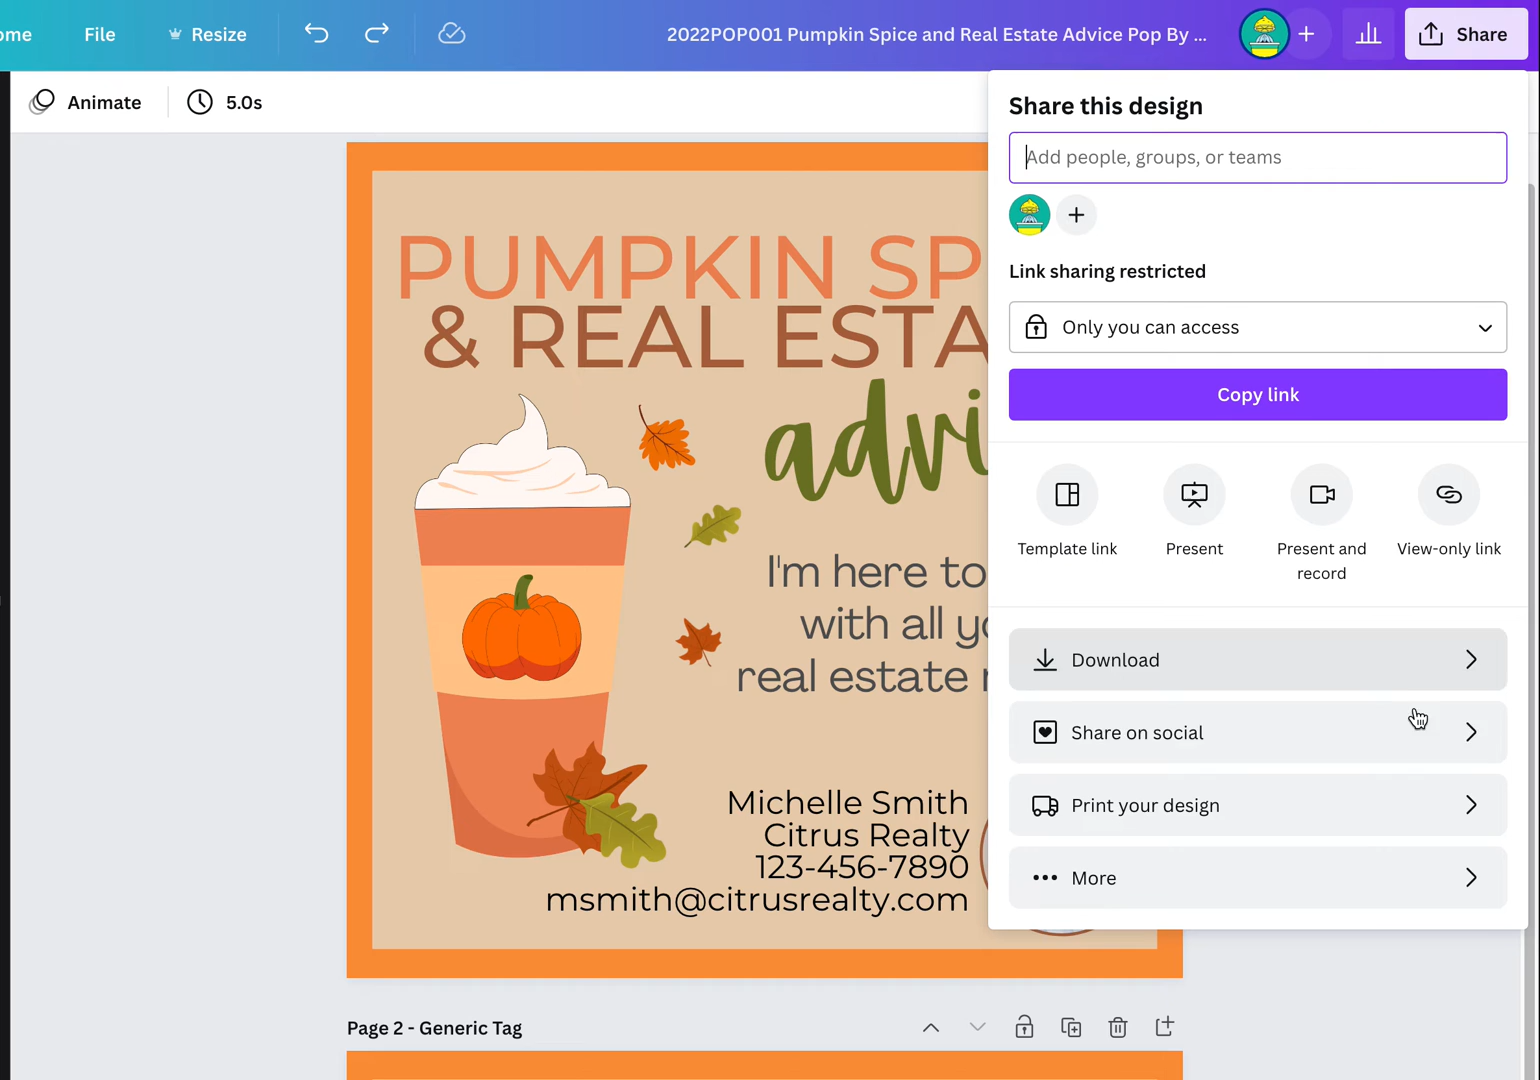 File
Resize
2022POP001 Pumpkin Spice and Real Estate Advice Pop By ...
Share
Animate
5.0s
Share this design
Add people, groups, or teams
Link sharing restricted
Only you can access
Copy link
Template link
Present
Present and
record
View-only link
Download
Share on social
Print your design
More
PUMPKIN SP
& REAL ESTA
advi
I'm here to
with all yo
real estate
Michelle Smith
Citrus Realty
123-456-7890
msmith@citrusrealty.com
Page 2 - Generic Tag